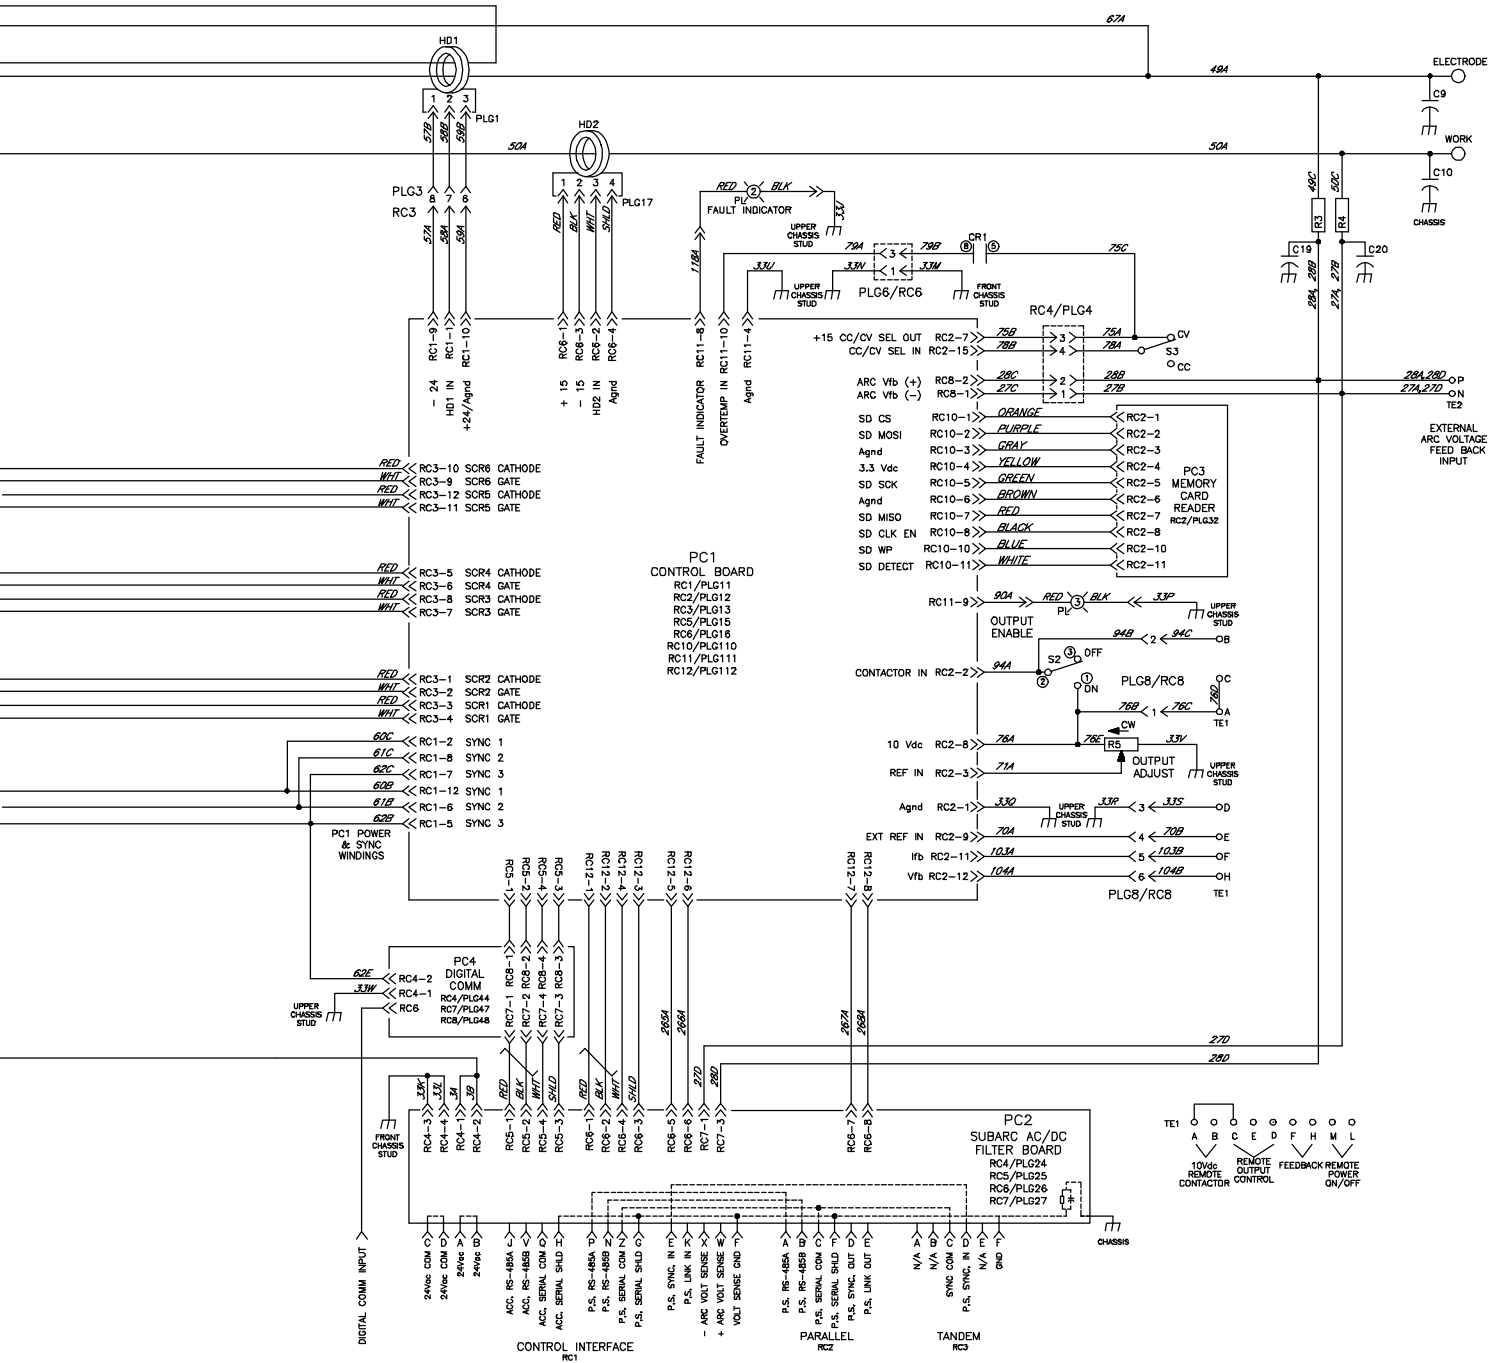 67A
HD1
49A
ELECTRODE
C9
1 2 3
PLG1
57B
58B
59B
HD2
50A
50A
WORK
C10
CHASSIS
1 2 3 4
PLG17
RED
BLK
WHT
SHLD
PLG3
8 7 6
RC3
57A
58A
59A
RED
2
BLK
PL
FAULT INDICATOR
33J
UPPER
CHASSIS
STUD
118A
49C
50C
R3
R4
C19
C20
28A, 28B
27A, 27B
79A
3
79B
8
CR1
5
75C
33U
33N
1
33M
UPPER
CHASSIS
STUD
PLG6/RC6
FRONT
CHASSIS
STUD
RC4/PLG4
RC1-9
RC1-1
RC1-10
- 24
HD1 IN
+24/Agnd
RC6-1
RC6-3
RC6-2
RC6-4
+ 15
- 15
HD2 IN
Agnd
RC11-8
RC11-10
RC11-4
FAULT INDICATOR
OVERTEMP IN
Agnd
+15 CC/CV SEL OUT RC2-7 75B 3 75A
CV
CC/CV SEL IN RC2-15 78B 4 78A
S3
CC
ARC Vfb (+) RC8-2 28C 2 28B 28A,28D P
ARC Vfb (-) RC8-1 27C 1 27B 27A,27D N
TE2
EXTERNAL
ARC VOLTAGE
FEED BACK
INPUT
SD CS RC10-1 ORANGE RC2-1
SD MOSI RC10-2 PURPLE RC2-2
Agnd RC10-3 GRAY RC2-3
3.3 Vdc RC10-4 YELLOW RC2-4
SD SCK RC10-5 GREEN RC2-5
Agnd RC10-6 BROWN RC2-6
SD MISO RC10-7 RED RC2-7
SD CLK EN RC10-8 BLACK RC2-8
SD WP RC10-10 BLUE RC2-10
SD DETECT RC10-11 WHITE RC2-11
PC3
MEMORY
CARD
READER
RC2/PLG32
RED RC3-10 SCR6 CATHODE
WHT RC3-9 SCR6 GATE
RED RC3-12 SCR5 CATHODE
WHT RC3-11 SCR5 GATE
RED RC3-5 SCR4 CATHODE
WHT RC3-6 SCR4 GATE
RED RC3-8 SCR3 CATHODE
WHT RC3-7 SCR3 GATE
RED RC3-1 SCR2 CATHODE
WHT RC3-2 SCR2 GATE
RED RC3-3 SCR1 CATHODE
WHT RC3-4 SCR1 GATE
60C RC1-2 SYNC 1
61C RC1-8 SYNC 2
62C RC1-7 SYNC 3
60B RC1-12 SYNC 1
61B RC1-6 SYNC 2
62B RC1-5 SYNC 3
PC1 POWER
& SYNC
WINDINGS
PC1
CONTROL BOARD
RC1/PLG11
RC2/PLG12
RC3/PLG13
RC5/PLG15
RC6/PLG16
RC10/PLG110
RC11/PLG111
RC12/PLG112
RC11-9 90A RED 3 BLK 33P
PL
UPPER
CHASSIS
STUD
OUTPUT
ENABLE
94B 2 94C B
S2
3 OFF
CONTACTOR IN RC2-2 94A
2
1
ON
PLG8/RC8
C
76D
76B 1 76C A
TE1
CW
10 Vdc RC2-8 76A 76E R5 33V
OUTPUT
ADJUST
UPPER
CHASSIS
STUD
REF IN RC2-3 71A
Agnd RC2-1 33Q
UPPER
CHASSIS
STUD
33R 3 33S D
EXT REF IN RC2-9 70A 4 70B E
Ifb RC2-11 103A 5 103B F
Vfb RC2-12 104A 6 104B H
PLG8/RC8
TE1
RC5-1
RC5-2
RC5-4
RC5-3
RC12-1
RC12-2
RC12-4
RC12-3
RC12-5
RC12-6
RC12-7
RC12-8
PC4
DIGITAL
COMM
RC4/PLG44
RC7/PLG47
RC8/PLG48
RC8-1
RC8-2
RC8-4
RC8-3
RC7-1
RC7-2
RC7-4
RC7-3
62E RC4-2
33W RC4-1
RC6
UPPER
CHASSIS
STUD
265A
266A
267A
268A
27D
28D
33K
33L
3A
3B
RED
BLK
WHT
SHLD
RED
BLK
WHT
SHLD
27D
28D
FRONT
CHASSIS
STUD
RC4-3
RC4-4
RC4-1
RC4-2
RC5-1
RC5-2
RC5-4
RC5-3
RC6-1
RC6-2
RC6-4
RC6-3
RC6-5
RC6-6
RC7-1
RC7-3
RC6-7
RC6-8
PC2
SUBARC AC/DC
FILTER BOARD
RC4/PLG24
RC5/PLG25
RC6/PLG26
RC7/PLG27
CHASSIS
TE1
A B C E D F H M L
10Vdc
REMOTE
CONTACTOR
REMOTE
OUTPUT
CONTROL
FEEDBACK
REMOTE
POWER
ON/OFF
C D A B J V Q H P N Z G E K X W F A B C F D E A B C D E F
DIGITAL COMM INPUT
24Vac COM
24Vac COM
24Vac
24Vac
ACC. RS-485A
ACC. RS-485B
ACC. SERIAL COM
ACC. SERIAL SHLD
P.S. RS-485A
P.S. RS-485B
P.S. SERIAL COM
P.S. SERIAL SHLD
P.S. SYNC. IN
P.S. LINK IN
- ARC VOLT SENSE
+ ARC VOLT SENSE
VOLT SENSE GND
P.S. RS-485A
P.S. RS-485B
P.S. SERIAL COM
P.S. SERIAL SHLD
P.S. SYNC. OUT
P.S. LINK OUT
N/A
N/A
SYNC COM
P.S. SYNC. IN
N/A
GND
CONTROL INTERFACE
RC1
PARALLEL
RC2
TANDEM
RC3